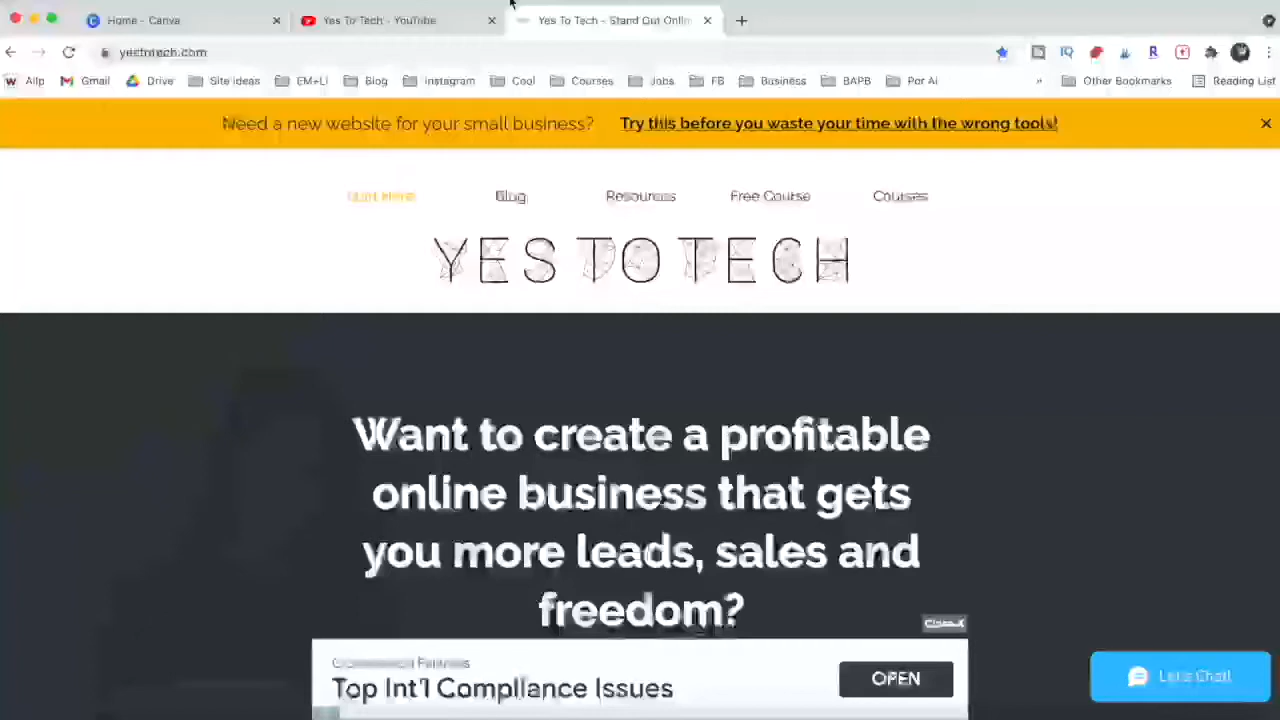 Home - Canva
Yes To Tech - YouTube
Yes To Tech - Stand Out Onlin
yestotech.com
Allp
Gmail
Drive
Site ideas
EM+LI
Blog
Instagram
Cool
Courses
Jobs
FB
Business
BAPB
Por Ai
»
Other Bookmarks
Reading List
Need a new website for your small business? Try this before you waste your time with the wrong tools!
Start Here
Blog
Resources
Free Course
Courses
YES TO TECH
Want to create a profitable
online business that gets
you more leads, sales and
freedom?
Close X
Top Int'l Compliance Issues
OPEN
Let's Chat!